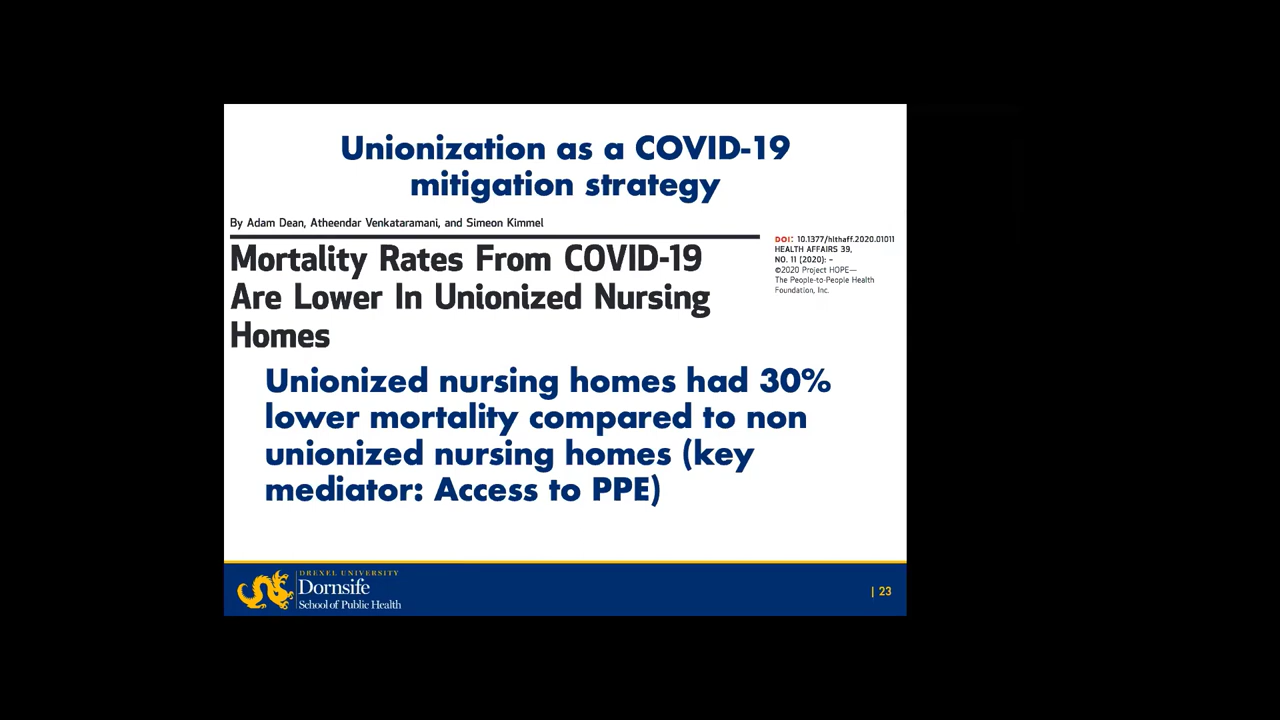 Unionization as a COVID-19
mitigation strategy
By Adam Dean, Atheendar Venkataramani, and Simeon Kimmel
Mortality Rates From COVID-19
Are Lower In Unionized Nursing
Homes
DOI: 10.1377/hlthaff.2020.01011
HEALTH AFFAIRS 39,
NO. 11 (2020): –
©2020 Project HOPE—
The People-to-People Health
Foundation, Inc.
Unionized nursing homes had 30%
lower mortality compared to non
unionized nursing homes (key
mediator: Access to PPE)
DREXEL UNIVERSITY
Dornsife
School of Public Health
| 23